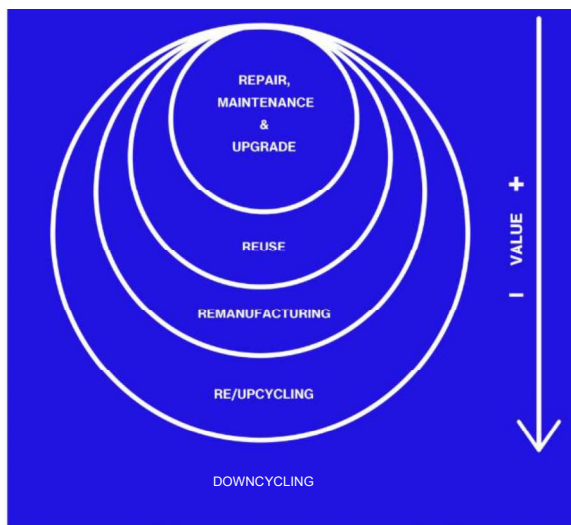 REPAIR,
MAINTENANCE
&
UPGRADE
REUSE
REMANUFACTURING
RE/UPCYCLING
DOWNCYCLING
– VALUE +